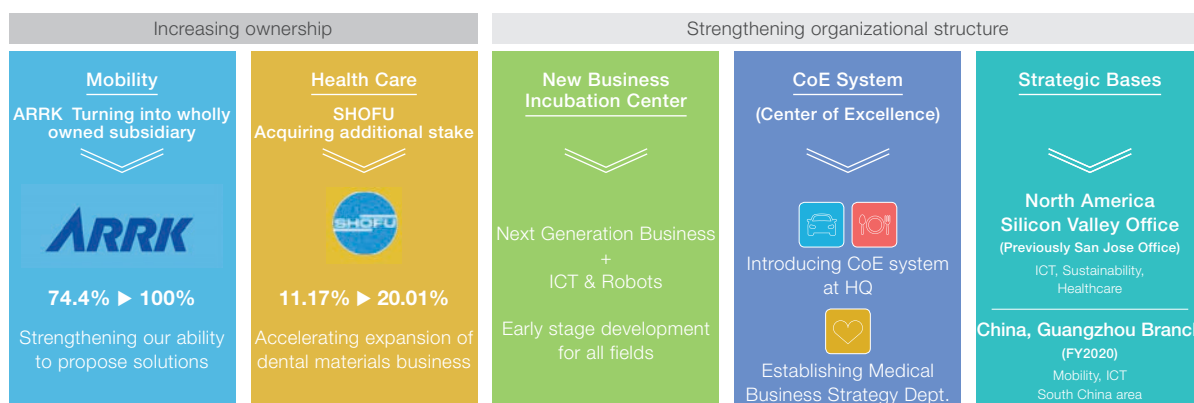 Increasing ownership
Strengthening organizational structure
Mobility
ARRK Turning into wholly
owned subsidiary
ARRK
74.4% ▶ 100%
Strengthening our ability
to propose solutions
Health Care
SHOFU
Acquiring additional stake
SHOFU
11.17% ▶ 20.01%
Accelerating expansion of
dental materials business
New Business
Incubation Center
Next Generation Business
+
ICT & Robots
Early stage development
for all fields
CoE System
(Center of Excellence)
Introducing CoE system
at HQ
Establishing Medical
Business Strategy Dept.
Strategic Bases
North America
Silicon Valley Office
(Previously San Jose Office)
ICT, Sustainability,
Healthcare
China, Guangzhou Branch
(FY2020)
Mobility, ICT
South China area